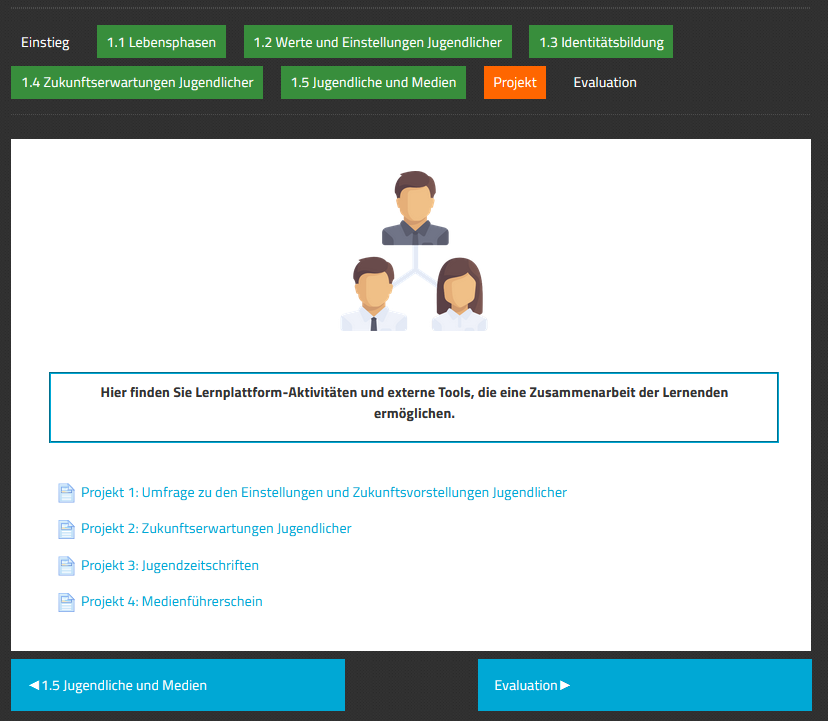 Einstieg 1.1 Lebensphasen 1.2 Werte und Einstellungen Jugendlicher 1.3 Identitätsbildung
1.4 Zukunftserwartungen Jugendlicher 1.5 Jugendliche und Medien Projekt Evaluation
Hier finden Sie Lernplattform-Aktivitäten und externe Tools, die eine Zusammenarbeit der Lernenden
ermöglichen.
Projekt 1: Umfrage zu den Einstellungen und Zukunftsvorstellungen Jugendlicher
Projekt 2: Zukunftserwartungen Jugendlicher
Projekt 3: Jugendzeitschriften
Projekt 4: Medienführerschein
◀1.5 Jugendliche und Medien Evaluation▶